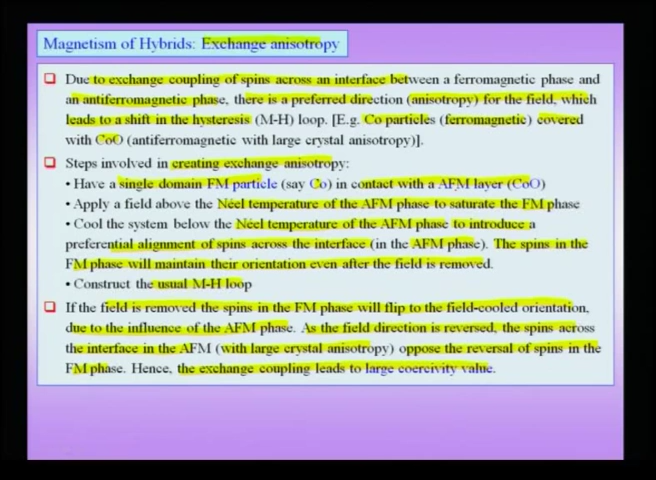 Magnetism of Hybrids: Exchange anisotropy
❑ Due to exchange coupling of spins across an interface between a ferromagnetic phase and
an antiferromagnetic phase, there is a preferred direction (anisotropy) for the field, which
leads to a shift in the hysteresis (M-H) loop. [E.g. Co particles (ferromagnetic) covered
with CoO (antiferromagnetic with large crystal anisotropy)].
❑ Steps involved in creating exchange anisotropy:
• Have a single domain FM particle (say Co) in contact with a AFM layer (CoO)
• Apply a field above the Néel temperature of the AFM phase to saturate the FM phase
• Cool the system below the Néel temperature of the AFM phase to introduce a
preferential alignment of spins across the interface (in the AFM phase). The spins in the
FM phase will maintain their orientation even after the field is removed.
• Construct the usual M-H loop
❑ If the field is removed the spins in the FM phase will flip to the field-cooled orientation,
due to the influence of the AFM phase. As the field direction is reversed, the spins across
the interface in the AFM (with large crystal anisotropy) oppose the reversal of spins in the
FM phase. Hence, the exchange coupling leads to large coercivity value.